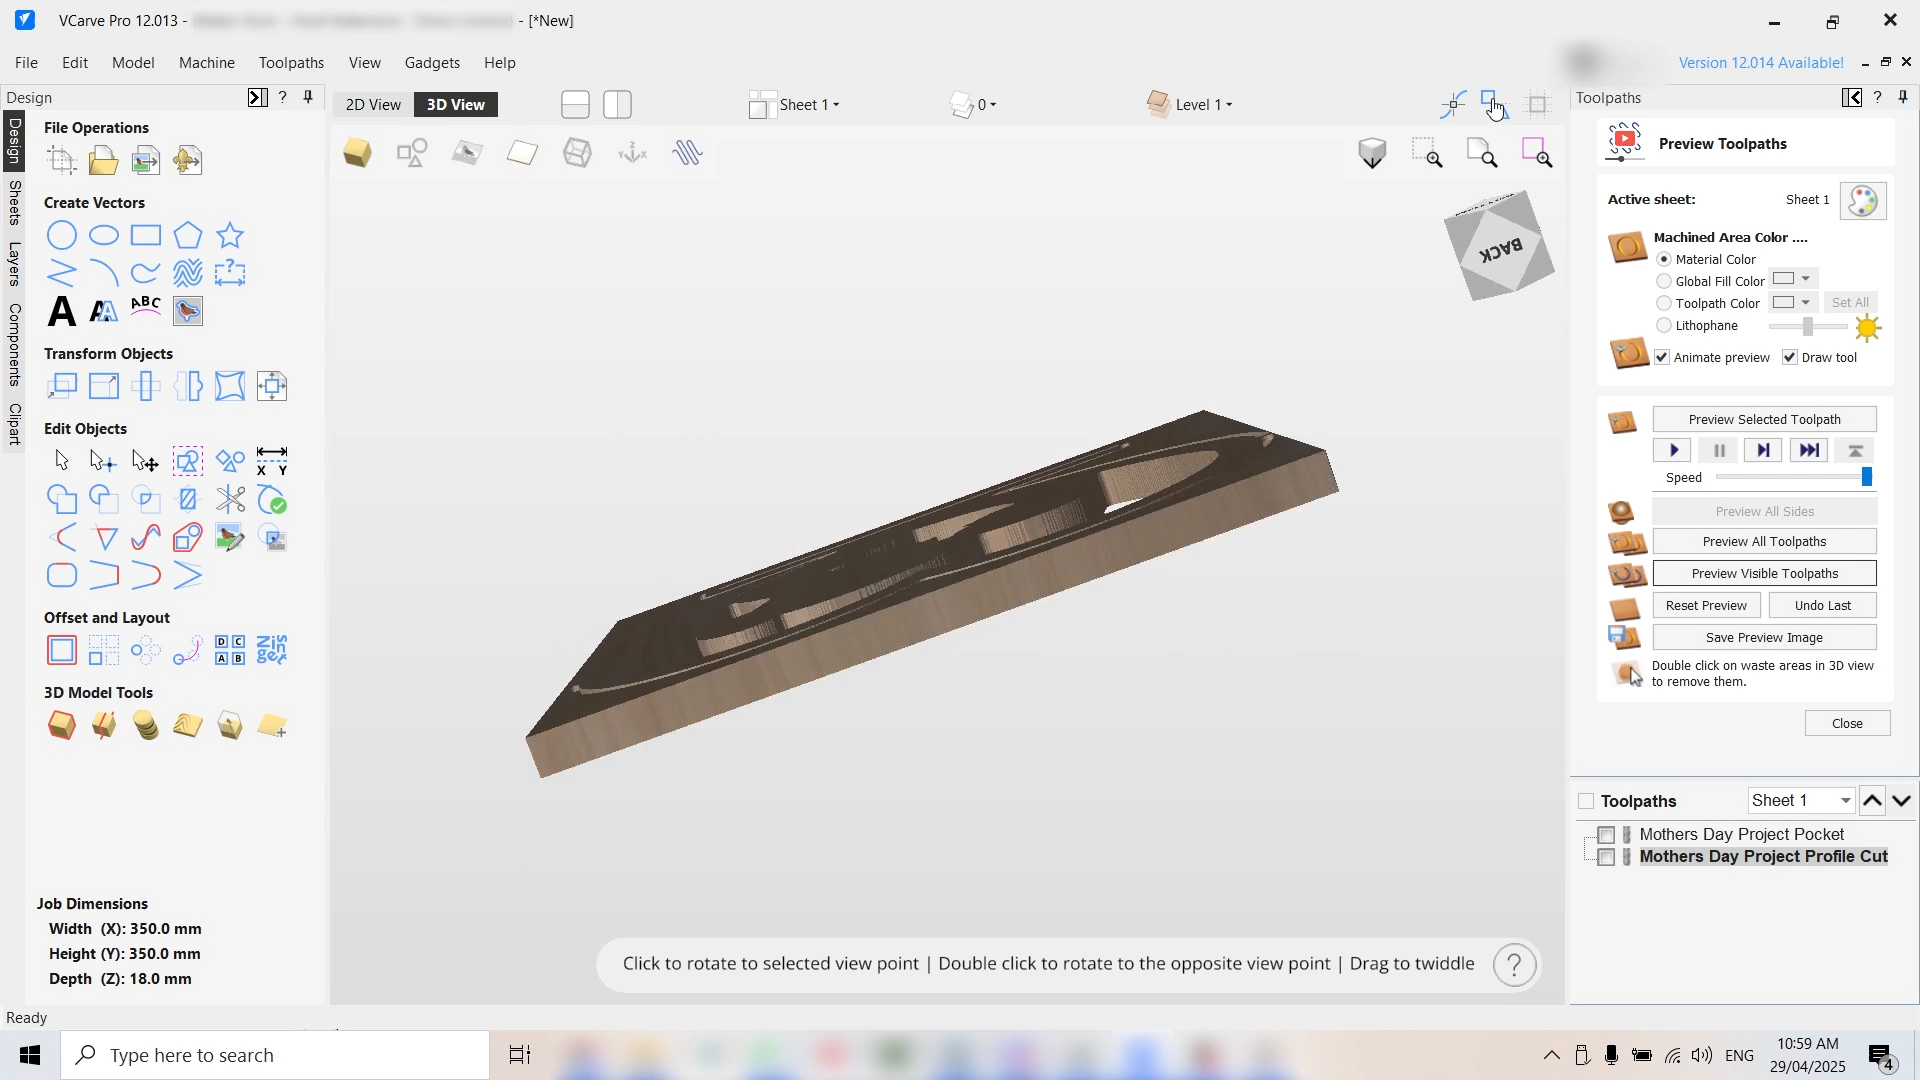 VCarve Pro 12.013 -
- [*New]
File Edit Model Machine Toolpaths View Gadgets Help
Version 12.014 Available!
Design
?
2D View 3D View
Sheet 1
0
Level 1
Toolpaths
?
Design
Sheets
Layers
Components
Clipart
File Operations
Create Vectors
A A ABC
Transform Objects
Edit Objects
X Y
Offset and Layout
D C
A B
3D Model Tools
Job Dimensions
Width (X): 350.0 mm
Height (Y): 350.0 mm
Depth (Z): 18.0 mm
BACK
Click to rotate to selected view point | Double click to rotate to the opposite view point | Drag to twiddle
?
Preview Toolpaths
Active sheet: Sheet 1
Machined Area Color ....
Material Color
Global Fill Color
Toolpath Color Set All
Lithophane
Animate preview Draw tool
Preview Selected Toolpath
Speed
Preview All Sides
Preview All Toolpaths
Preview Visible Toolpaths
Reset Preview Undo Last
Save Preview Image
Double click on waste areas in 3D view
to remove them.
Close
Toolpaths Sheet 1
Mothers Day Project Pocket
Mothers Day Project Profile Cut
Ready
Type here to search
ENG
10:59 AM
29/04/2025
4